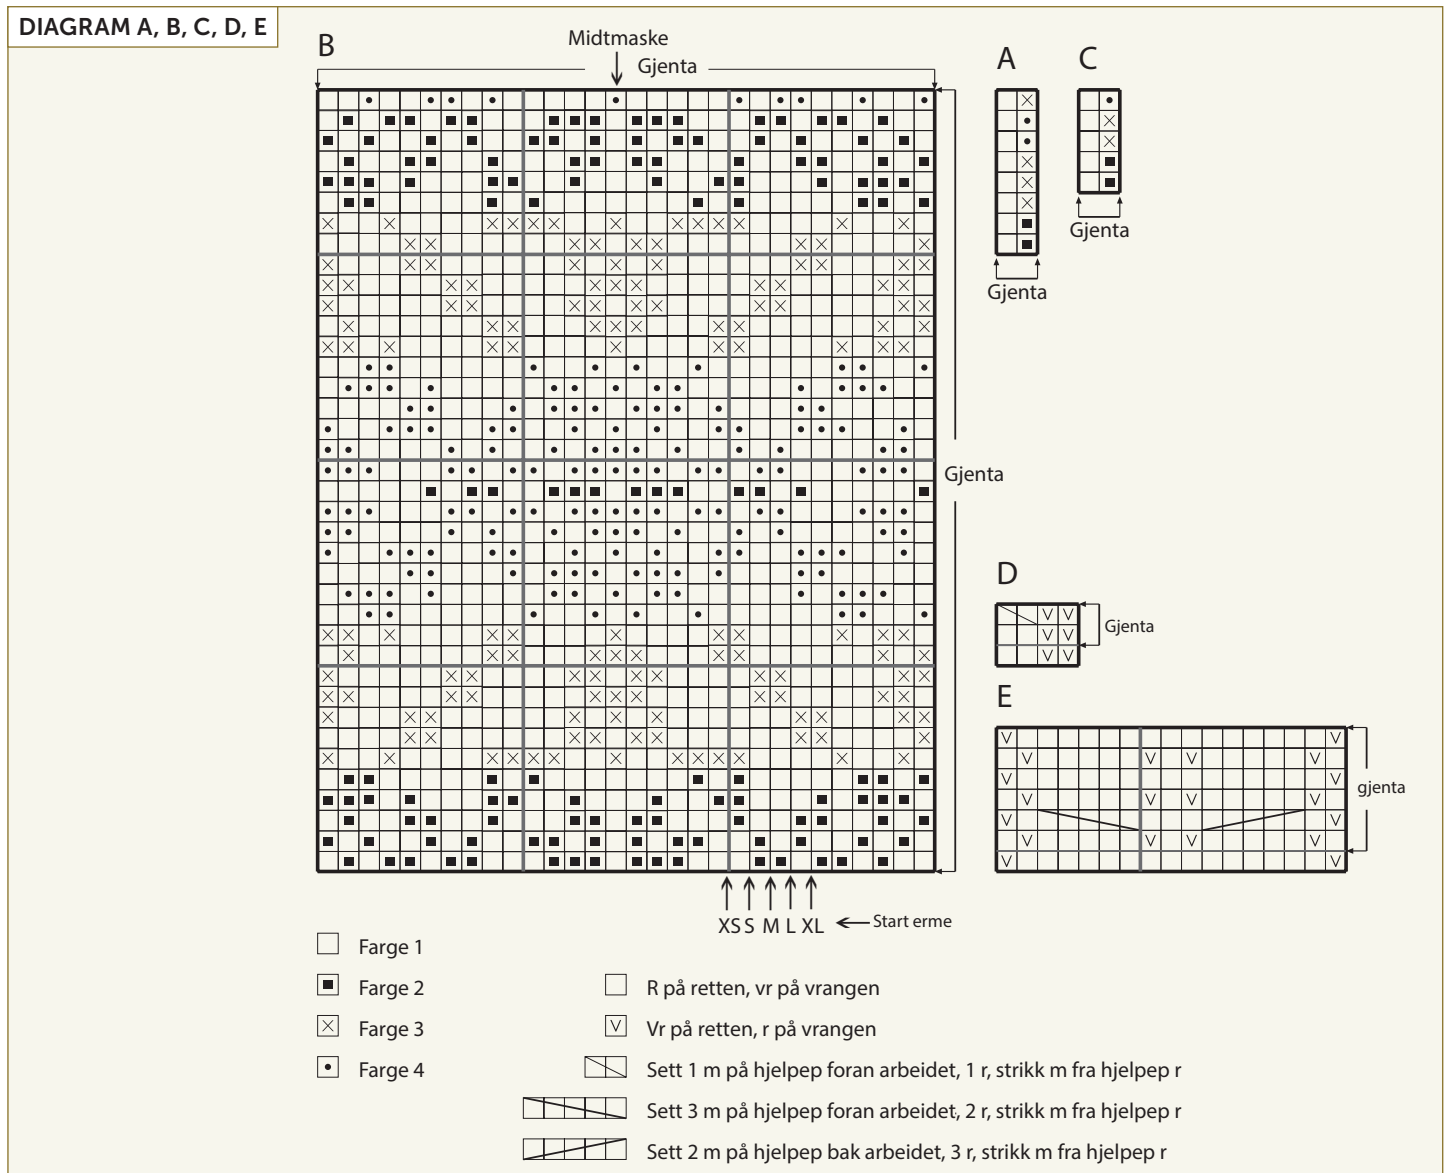 DIAGRAM A, B, C, D, E
B
Midtmaske
Gjenta
A
C
Gjenta
Gjenta
Gjenta
D
Gjenta
E
gjenta
XS S M L XL
Start erme
Farge 1
Farge 2
Farge 3
Farge 4
R på retten, vr på vrangen
Vr på retten, r på vrangen
Sett 1 m på hjelpep foran arbeidet, 1 r, strikk m fra hjelpep r
Sett 3 m på hjelpep foran arbeidet, 2 r, strikk m fra hjelpep r
Sett 2 m på hjelpep bak arbeidet, 3 r, strikk m fra hjelpep r